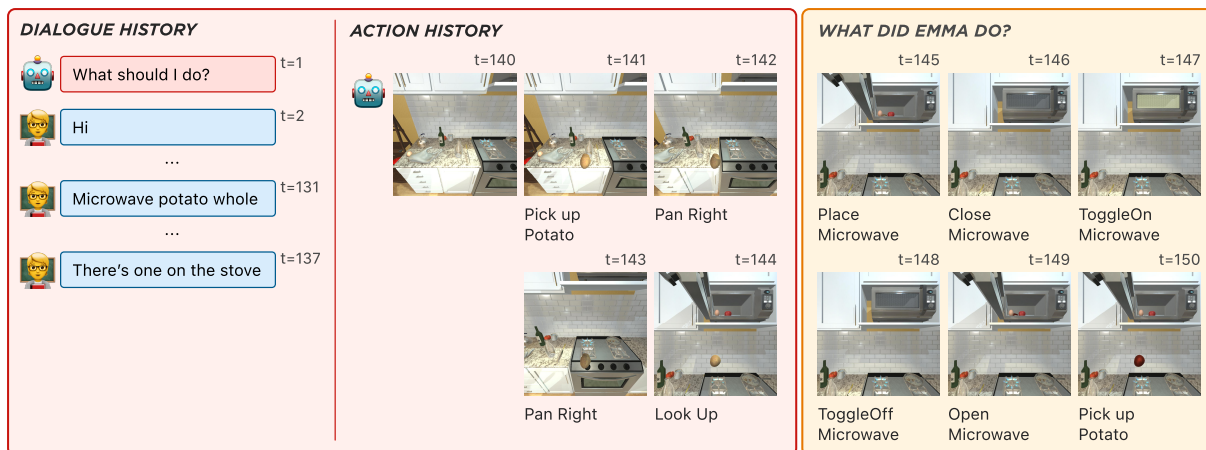 DIALOGUE HISTORY
What should I do?
t=1
Hi
t=2
...
Microwave potato whole
t=131
...
There's one on the stove
t=137
ACTION HISTORY
t=140
t=141
t=142
Pick up
Potato
Pan Right
t=143
t=144
Pan Right
Look Up
WHAT DID EMMA DO?
t=145
t=146
t=147
Place
Microwave
Close
Microwave
ToggleOn
Microwave
t=148
t=149
t=150
ToggleOff
Microwave
Open
Microwave
Pick up
Potato